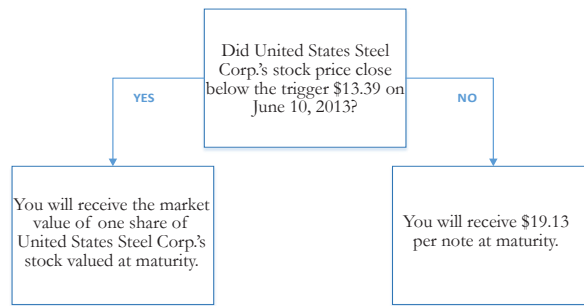 Did United States Steel
Corp.'s stock price close
below the trigger $13.39 on
June 10, 2013?
YES
NO
You will receive the market
value of one share of
United States Steel Corp.'s
stock valued at maturity.
You will receive $19.13
per note at maturity.